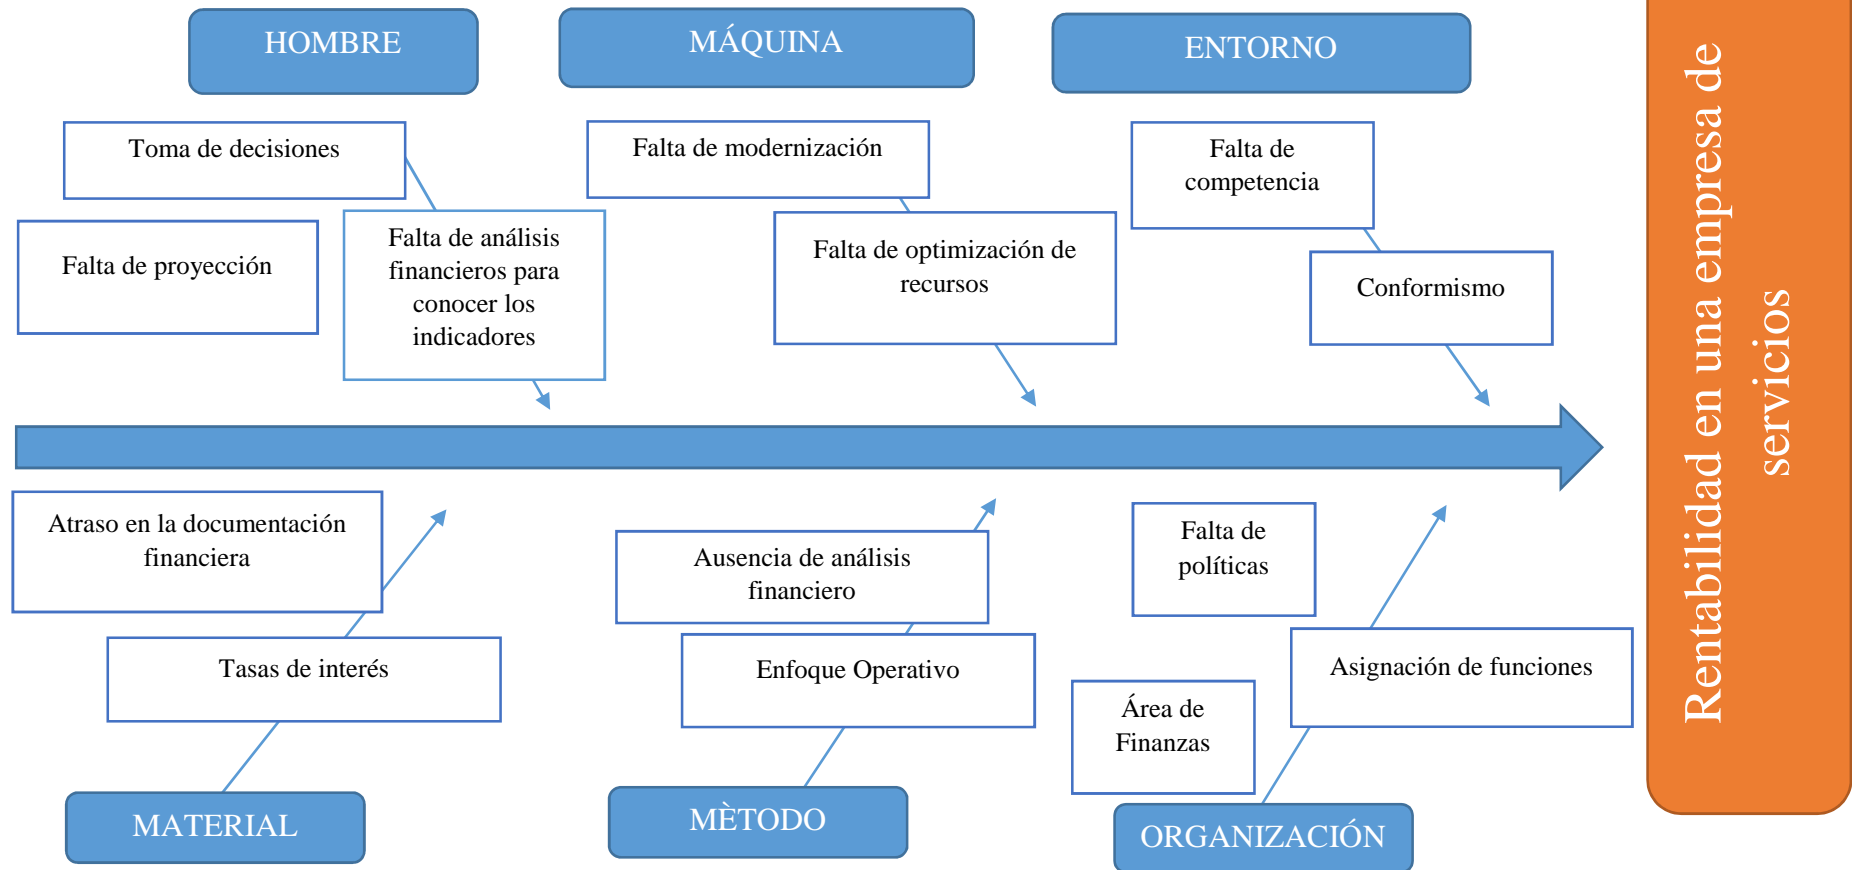 HOMBRE
MÁQUINA
ENTORNO
Toma de decisiones
Falta de proyección
Falta de análisis
financieros para
conocer los
indicadores
Falta de modernización
Falta de optimización de
recursos
Falta de
competencia
Conformismo
Rentabilidad en una empresa de
servicios
Atraso en la documentación
financiera
Tasas de interés
Ausencia de análisis
financiero
Enfoque Operativo
Falta de
políticas
Asignación de funciones
Área de
Finanzas
MATERIAL
MÈTODO
ORGANIZACIÓN